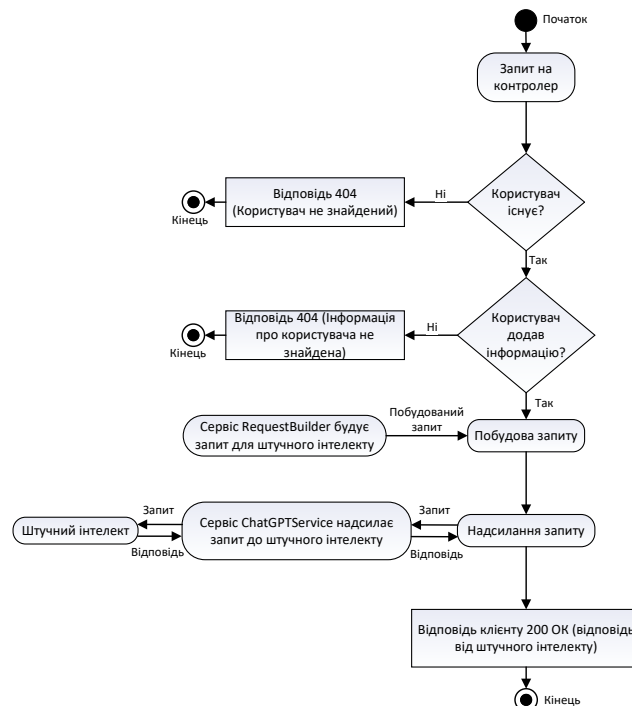 Початок
Запит на
контролер
Користувач
існує?
Ні
Відповідь 404
(Користувач не знайдений)
Кінець
Так
Користувач
додав
інформацію?
Ні
Відповідь 404 (Інформація
про користувача не
знайдена)
Кінець
Так
Сервіс RequestBuilder будує
запит для штучного інтелекту
Побудований
запит
Побудова запиту
Штучний інтелект
Запит
Відповідь
Сервіс ChatGPTService надсилає
запит до штучного інтелекту
Запит
Відповідь
Надсилання запиту
Відповідь клієнту 200 ОК (відповідь
від штучного інтелекту)
Кінець